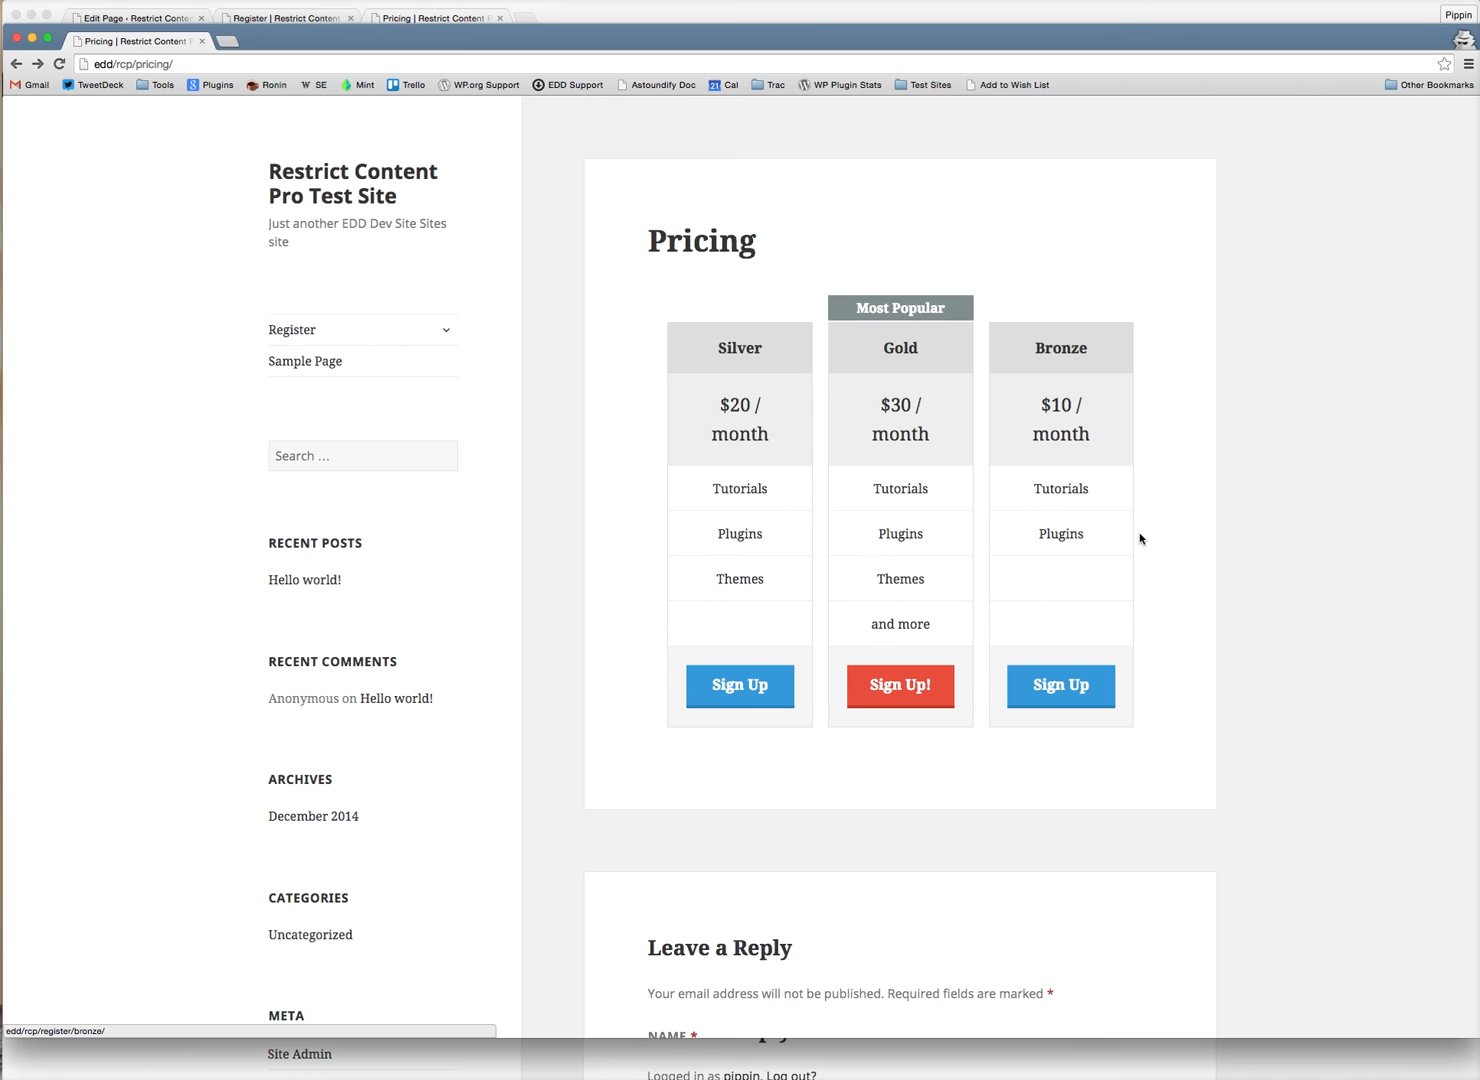 Edit Page ‹ Restrict Conten
Register | Restrict Content
Pricing | Restrict Content P
Pippin
Pricing | Restrict Content P
edd/rcp/pricing/
Gmail
TweetDeck
Tools
Plugins
Ronin
SE
Mint
Trello
WP.org Support
EDD Support
Astoundify Doc
21 Cal
Trac
WP Plugin Stats
Test Sites
Add to Wish List
Other Bookmarks
Restrict Content
Pro Test Site
Just another EDD Dev Site Sites
site
Register
Sample Page
Search …
RECENT POSTS
Hello world!
RECENT COMMENTS
Anonymous on Hello world!
ARCHIVES
December 2014
CATEGORIES
Uncategorized
META
Site Admin
Pricing
Most Popular
Silver
$20 /
month
Tutorials
Plugins
Themes
Sign Up
Gold
$30 /
month
Tutorials
Plugins
Themes
and more
Sign Up!
Bronze
$10 /
month
Tutorials
Plugins
Sign Up
Leave a Reply
Your email address will not be published. Required fields are marked *
NAME *
Logged in as pippin. Log out?
edd/rcp/register/bronze/